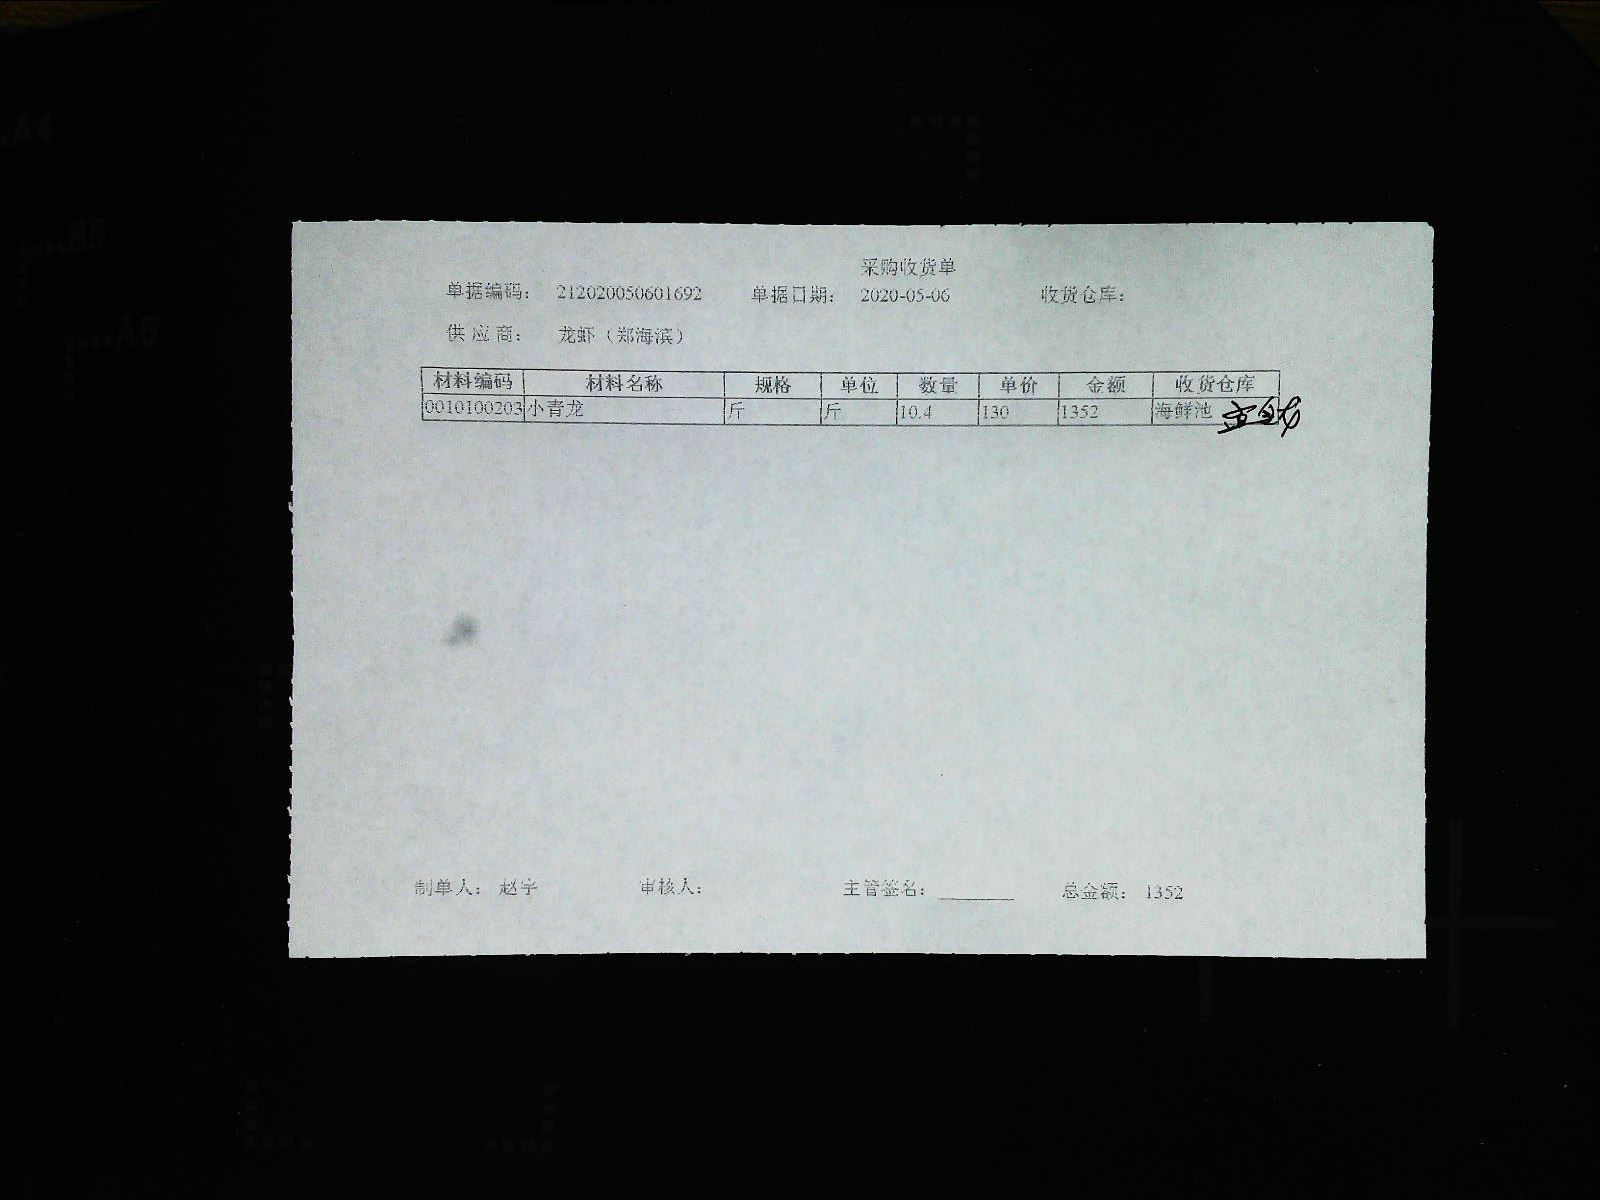 采购收货单
单据编码： 212020050601692 单据日期： 2020-05-06 收货仓库：
供 应 商： 龙虾（郑海滨）
材料编码 材料名称 规格 单位 数量 单价 金额 收货仓库
0010100203 小青龙 斤 斤 10.4 130 1352 海鲜池
制单人： 赵宇 审核人： 主管签名： 总金额： 1352
A4
B5
A5